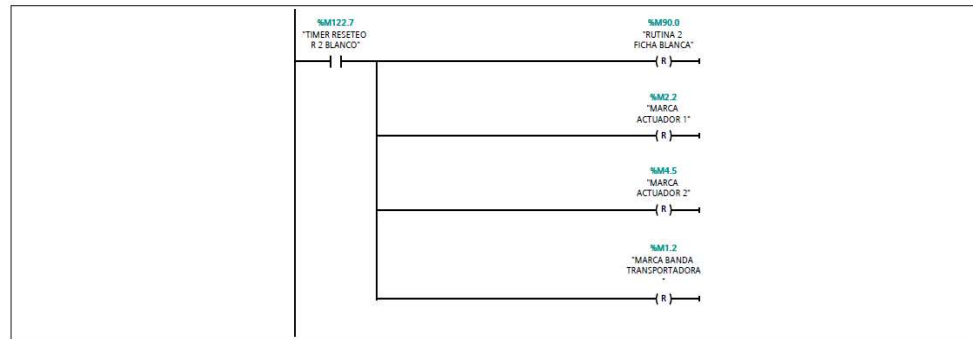 %M122.7
"TIMER RESETEO
R 2 BLANCO"
%M90.0
"RUTINA 2
FICHA BLANCA"
( R )
%M2.2
"MARCA
ACTUADOR 1"
( R )
%M4.5
"MARCA
ACTUADOR 2"
( R )
%M1.2
"MARCA BANDA
TRANSPORTADORA
"
( R )